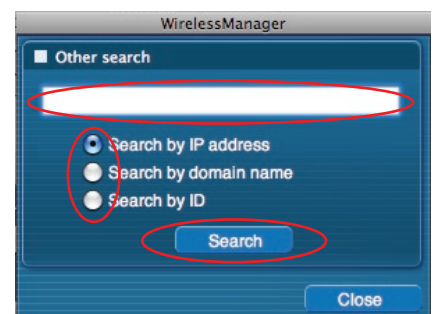 WirelessManager
Other search
Search by IP address
Search by domain name
Search by ID
Search
Close